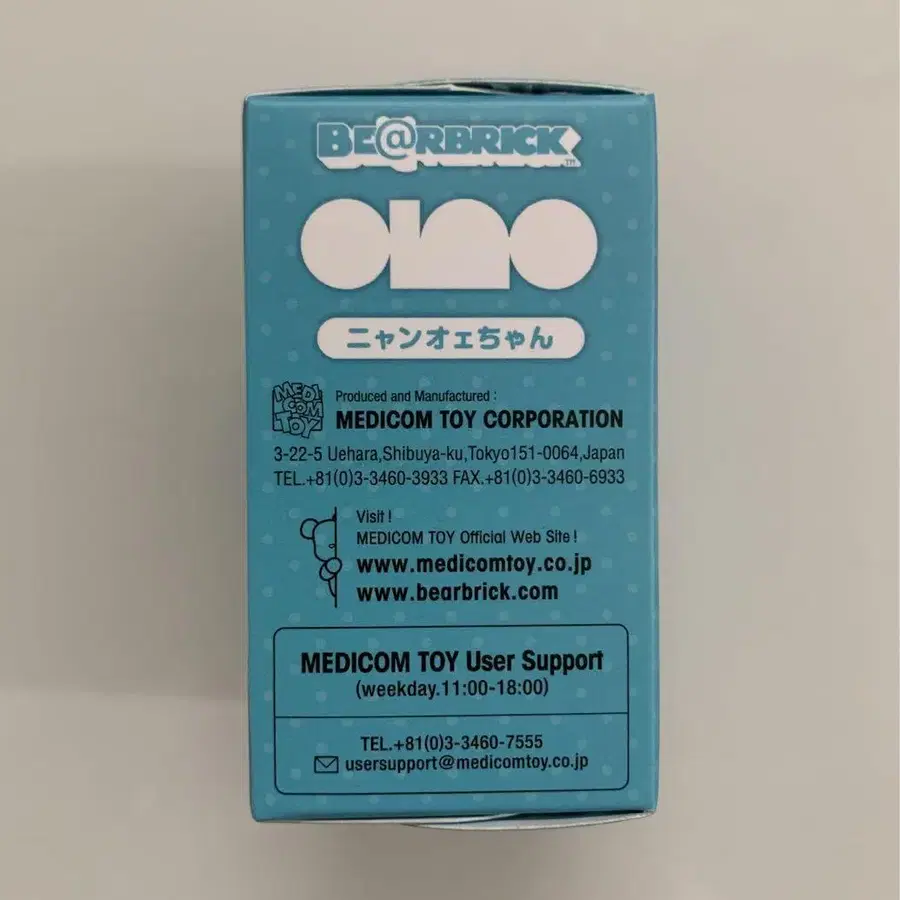 BE@RBRICK™
ニャンオェちゃん
MEDI
COM
TOY
Produced and Manufactured :
MEDICOM TOY CORPORATION
3-22-5 Uehara,Shibuya-ku,Tokyo151-0064,Japan
TEL.+81(0)3-3460-3933 FAX.+81(0)3-3460-6933
Visit !
MEDICOM TOY Official Web Site !
www.medicomtoy.co.jp
www.bearbrick.com
MEDICOM TOY User Support
(weekday.11:00-18:00)
TEL.+81(0)3-3460-7555
usersupport@medicomtoy.co.jp